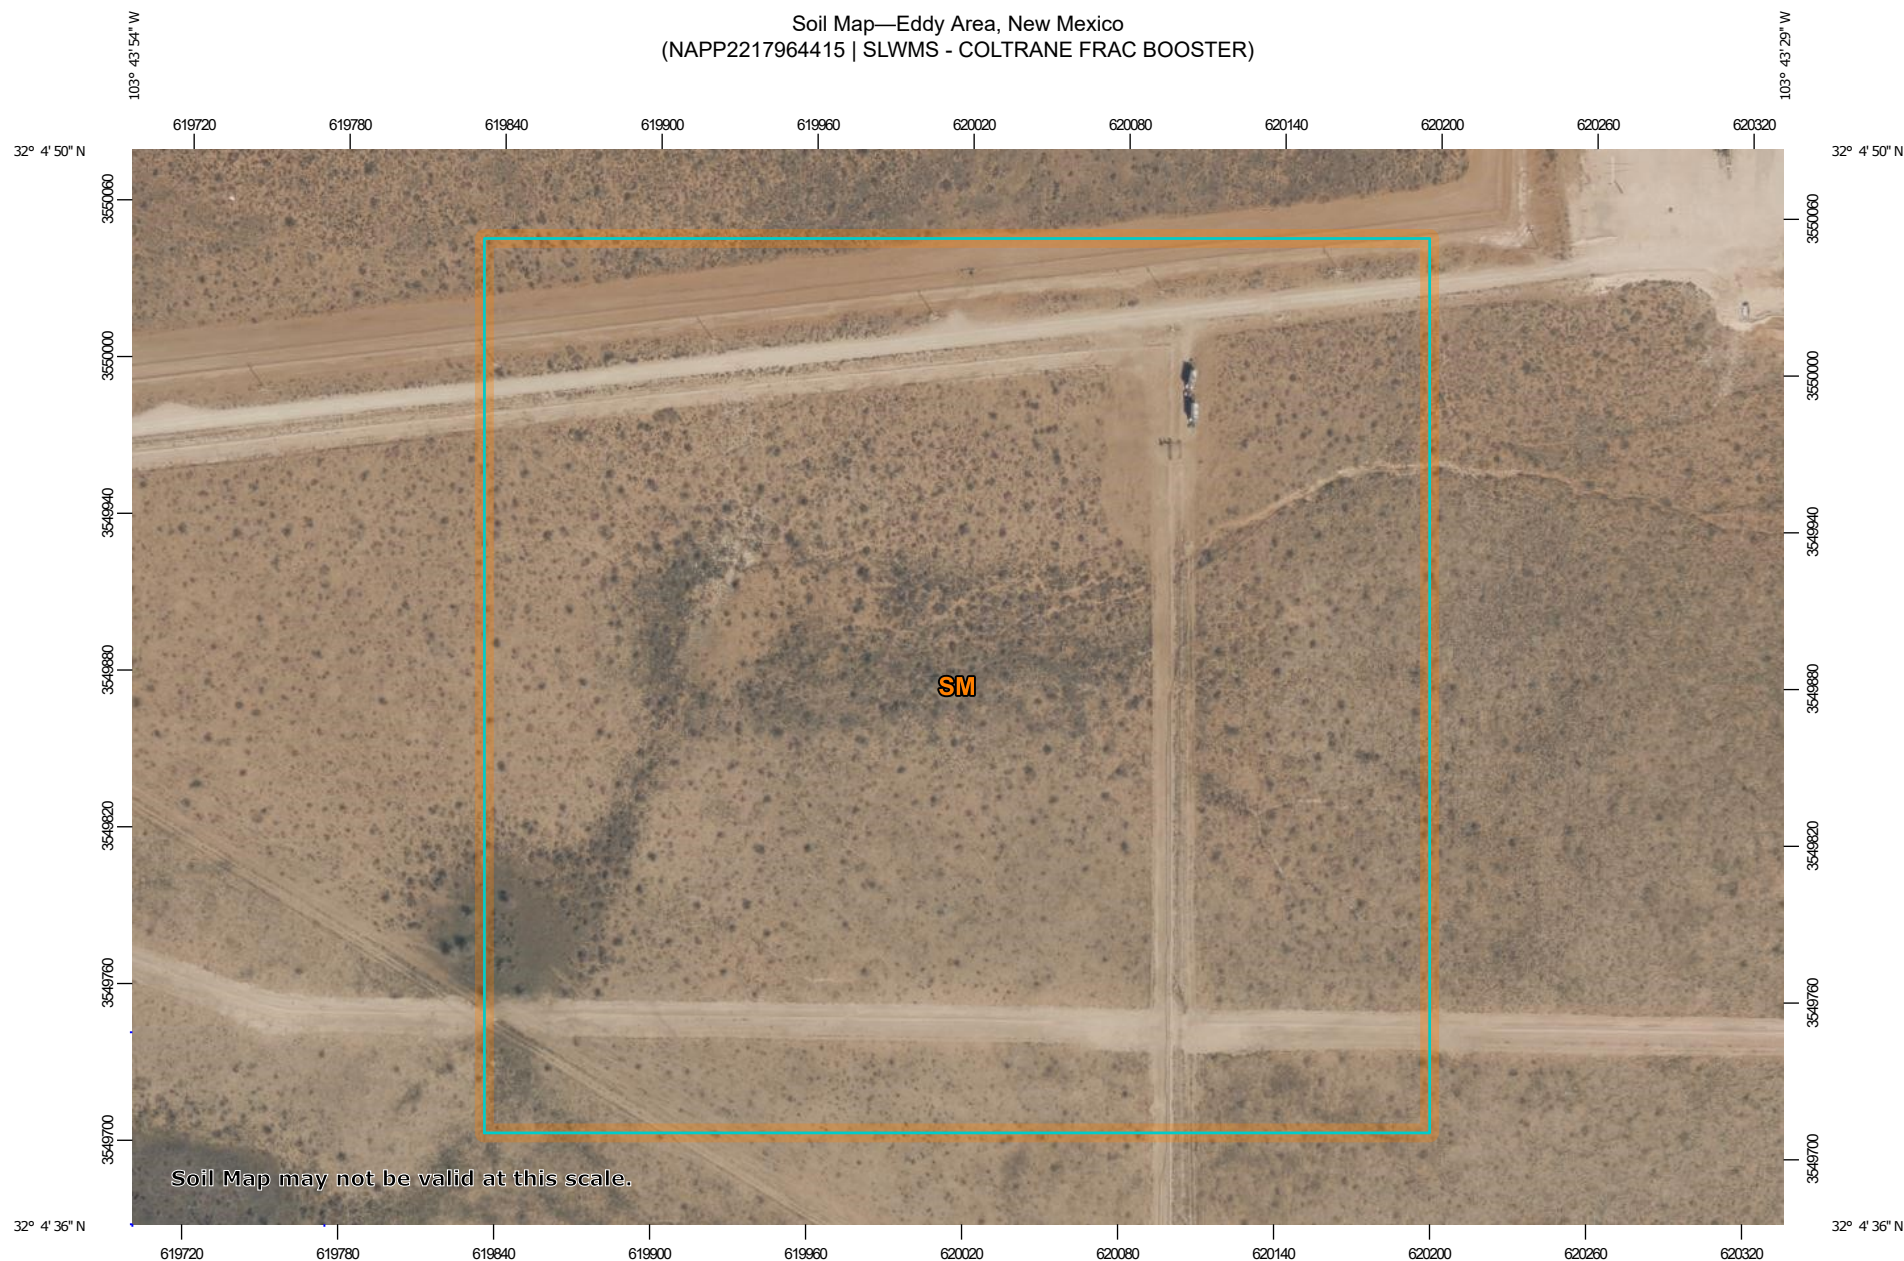 Soil Map—Eddy Area, New Mexico
(NAPP2217964415 | SLWMS - COLTRANE FRAC BOOSTER)
103° 43' 54'' W
103° 43' 29'' W
619720 619780 619840 619900 619960 620020 620080 620140 620200 620260 620320
32° 4' 50'' N
32° 4' 50'' N
3550060
3550060
3550000
3550000
3549940
3549940
3549880
3549880
SM
3549820
3549820
3549760
3549760
3549700
3549700
Soil Map may not be valid at this scale.
32° 4' 36'' N
32° 4' 36'' N
619720 619780 619840 619900 619960 620020 620080 620140 620200 620260 620320